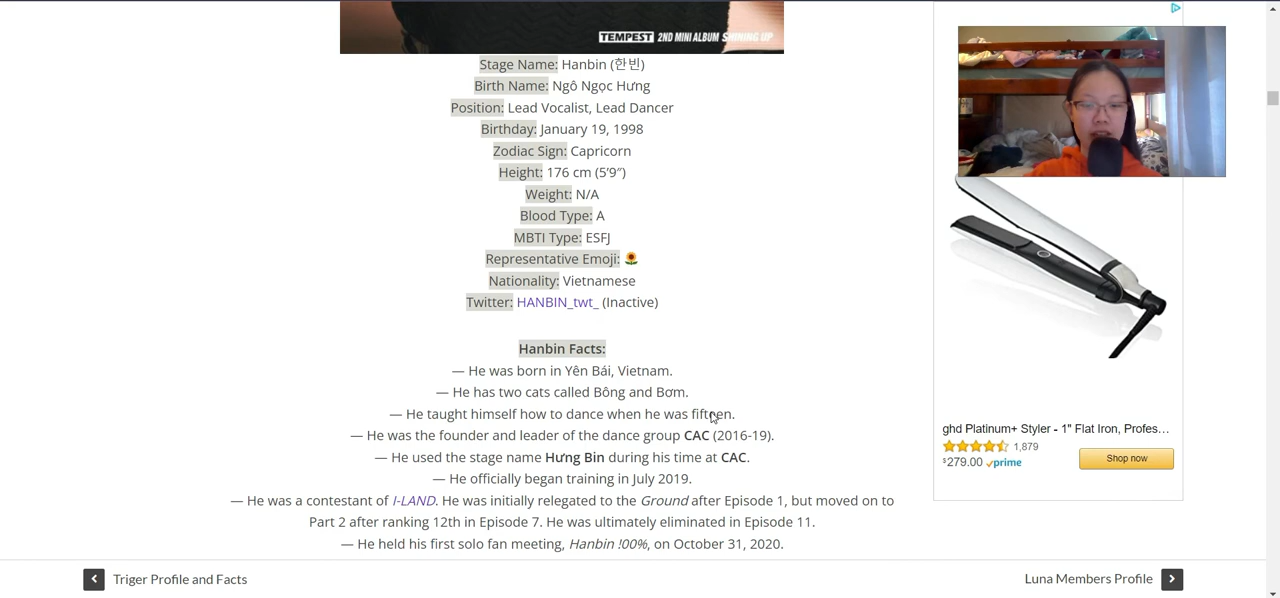 TEMPEST 2ND MINI ALBUM SHINING UP
Stage Name: Hanbin (한빈)
Birth Name: Ngô Ngọc Hưng
Position: Lead Vocalist, Lead Dancer
Birthday: January 19, 1998
Zodiac Sign: Capricorn
Height: 176 cm (5'9″)
Weight: N/A
Blood Type: A
MBTI Type: ESFJ
Representative Emoji: 🌻
Nationality: Vietnamese
Twitter: HANBIN_twt_ (Inactive)
Hanbin Facts:
— He was born in Yên Bái, Vietnam.
— He has two cats called Bông and Bơm.
— He taught himself how to dance when he was fifteen.
— He was the founder and leader of the dance group CAC (2016-19).
— He used the stage name Hưng Bin during his time at CAC.
— He officially began training in July 2019.
— He was a contestant of I-LAND. He was initially relegated to the Ground after Episode 1, but moved on to
Part 2 after ranking 12th in Episode 7. He was ultimately eliminated in Episode 11.
— He held his first solo fan meeting, Hanbin !00%, on October 31, 2020.
ghd Platinum+ Styler - 1" Flat Iron, Profes...
1,879
$279.00 prime
Shop now
Triger Profile and Facts
Luna Members Profile